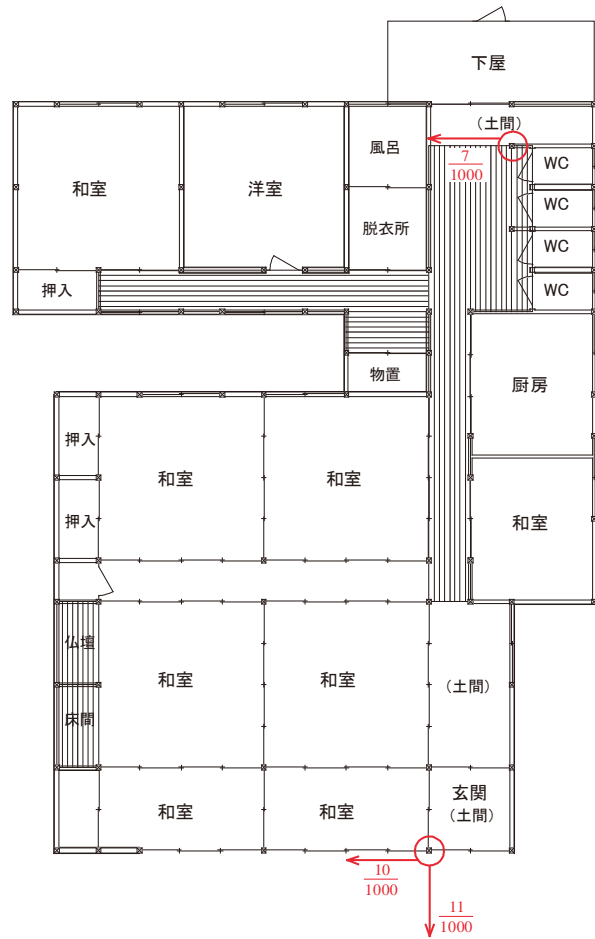 下屋
（土間）
7
1000
風呂
WC
和室
洋室
WC
脱衣所
WC
押入
WC
物置
厨房
押入
和室
和室
押入
和室
仏壇
和室
和室
（土間）
床間
和室
和室
玄関
（土間）
10
1000
11
1000